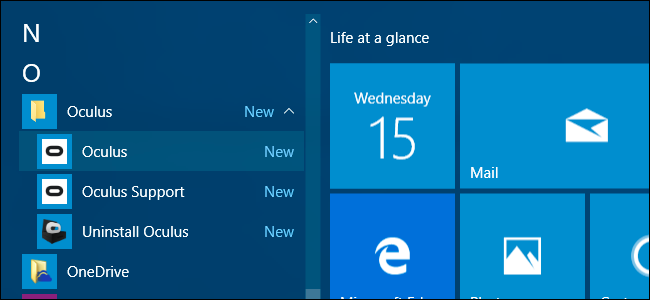 N
O
Oculus New
Oculus New
Oculus Support New
Uninstall Oculus New
OneDrive
Life at a glance
Wednesday
15
Mail